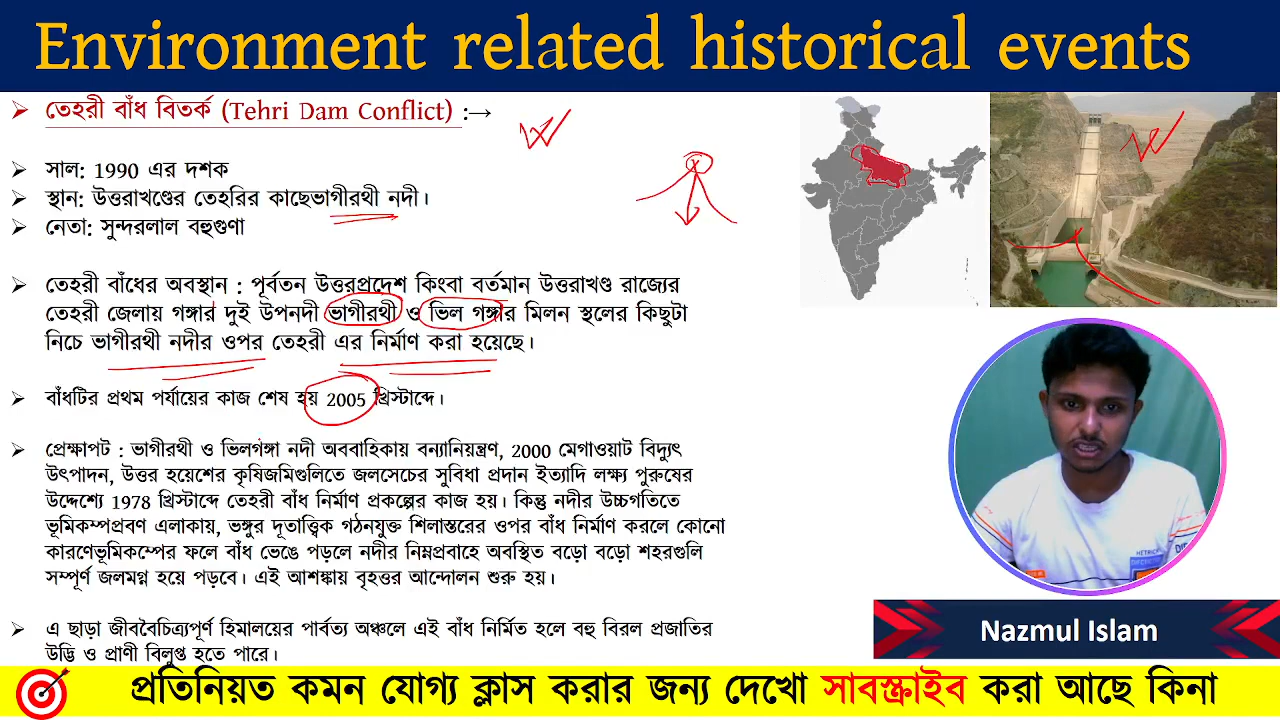 Environment related historical events
➤ তেহরী বাঁধ বিতর্ক (Tehri Dam Conflict) :→
➤ সাল: 1990 এর দশক
➤ স্থান: উত্তরাখণ্ডের তেহরির কাছেভাগীরথী নদী।
➤ নেতা: সুন্দরলাল বহুগুণা
➤ তেহরী বাঁধের অবস্থান : পূর্বতন উত্তরপ্রদেশ কিংবা বর্তমান উত্তরাখণ্ড রাজ্যের
তেহরী জেলায় গঙ্গার দুই উপনদী ভাগীরথী ও ভিল গঙ্গার মিলন স্থলের কিছুটা
নিচে ভাগীরথী নদীর ওপর তেহরী এর নির্মাণ করা হয়েছে।
➤ বাঁধটির প্রথম পর্যায়ের কাজ শেষ হয় 2005 খ্রিস্টাব্দে।
➤ প্রেক্ষাপট : ভাগীরথী ও ভিলগঙ্গা নদী অববাহিকায় বন্যানিয়ন্ত্রণ, 2000 মেগাওয়াট বিদ্যুৎ
উৎপাদন, উত্তর হয়েশের কৃষিজমিগুলিতে জলসেচের সুবিধা প্রদান ইত্যাদি লক্ষ্য পুরুষের
উদ্দেশ্যে 1978 খ্রিস্টাব্দে তেহরী বাঁধ নির্মাণ প্রকল্পের কাজ হয়। কিন্তু নদীর উচ্চগতিতে
ভূমিকম্পপ্রবণ এলাকায়, ভঙ্গুর দূতাত্ত্বিক গঠনযুক্ত শিলাস্তরের ওপর বাঁধ নির্মাণ করলে কোনো
কারণেভূমিকম্পের ফলে বাঁধ ভেঙে পড়লে নদীর নিম্নপ্রবাহে অবস্থিত বড়ো বড়ো শহরগুলি
সম্পূর্ণ জলমগ্ন হয়ে পড়বে। এই আশঙ্কায় বৃহত্তর আন্দোলন শুরু হয়।
➤ এ ছাড়া জীববৈচিত্র্যপূর্ণ হিমালয়ের পার্বত্য অঞ্চলে এই বাঁধ নির্মিত হলে বহু বিরল প্রজাতির
উদ্ভি ও প্রাণী বিলুপ্ত হতে পারে।
Nazmul Islam
প্রতিনিয়ত কমন যোগ্য ক্লাস করার জন্য দেখো সাবস্ক্রাইব করা আছে কিনা